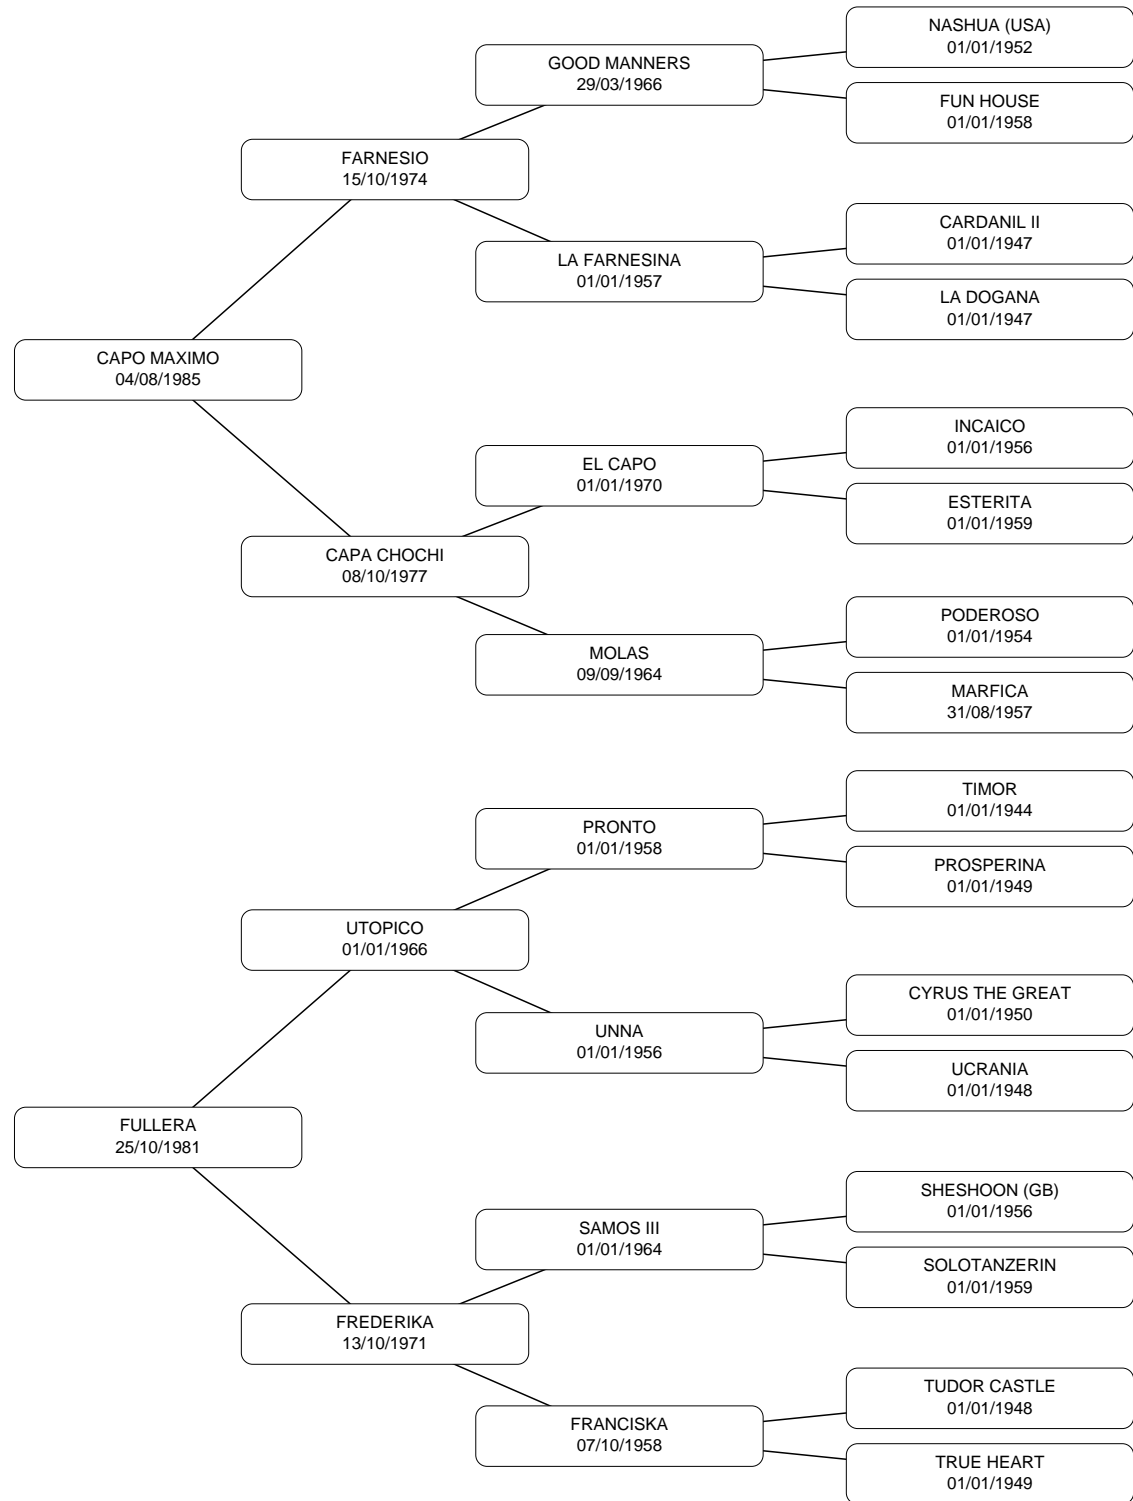 NASHUA (USA)
01/01/1952
GOOD MANNERS
29/03/1966
FUN HOUSE
01/01/1958
FARNESIO
15/10/1974
CARDANIL II
01/01/1947
LA FARNESINA
01/01/1957
LA DOGANA
01/01/1947
CAPO MAXIMO
04/08/1985
INCAICO
01/01/1956
EL CAPO
01/01/1970
ESTERITA
01/01/1959
CAPA CHOCHI
08/10/1977
PODEROSO
01/01/1954
MOLAS
09/09/1964
MARFICA
31/08/1957
TIMOR
01/01/1944
PRONTO
01/01/1958
PROSPERINA
01/01/1949
UTOPICO
01/01/1966
CYRUS THE GREAT
01/01/1950
UNNA
01/01/1956
UCRANIA
01/01/1948
FULLERA
25/10/1981
SHESHOON (GB)
01/01/1956
SAMOS III
01/01/1964
SOLOTANZERIN
01/01/1959
FREDERIKA
13/10/1971
TUDOR CASTLE
01/01/1948
FRANCISKA
07/10/1958
TRUE HEART
01/01/1949